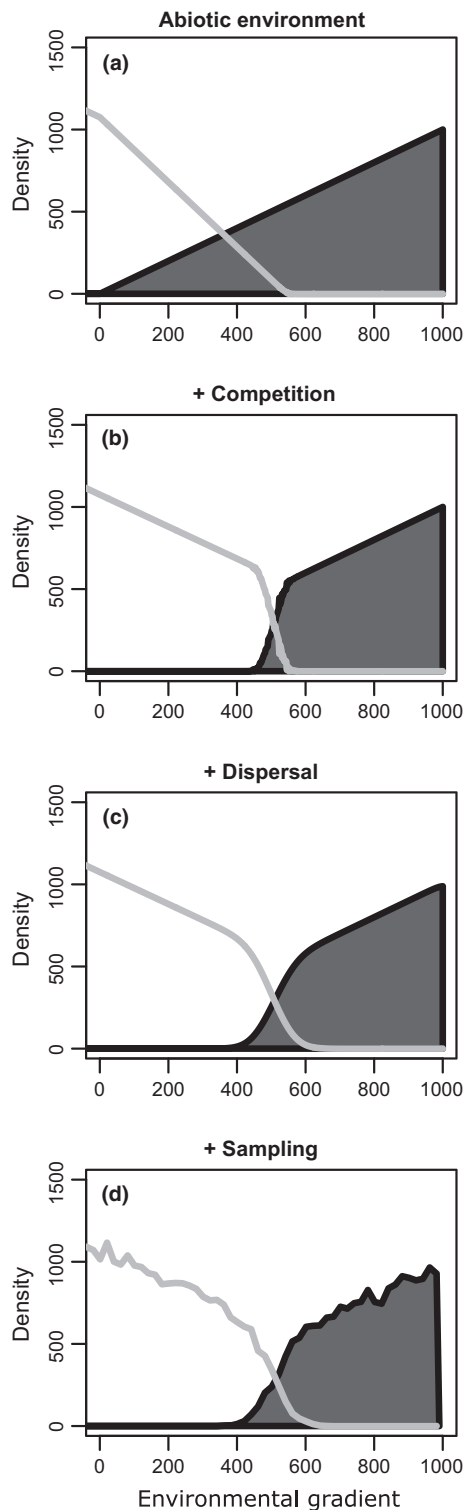 Abiotic environment
(a)
1500
1000
500
0
Density
0 200 400 600 800 1000
+ Competition
(b)
1500
1000
500
0
Density
0 200 400 600 800 1000
+ Dispersal
(c)
1500
1000
500
0
Density
0 200 400 600 800 1000
+ Sampling
(d)
1500
1000
500
0
Density
0 200 400 600 800 1000
Environmental gradient